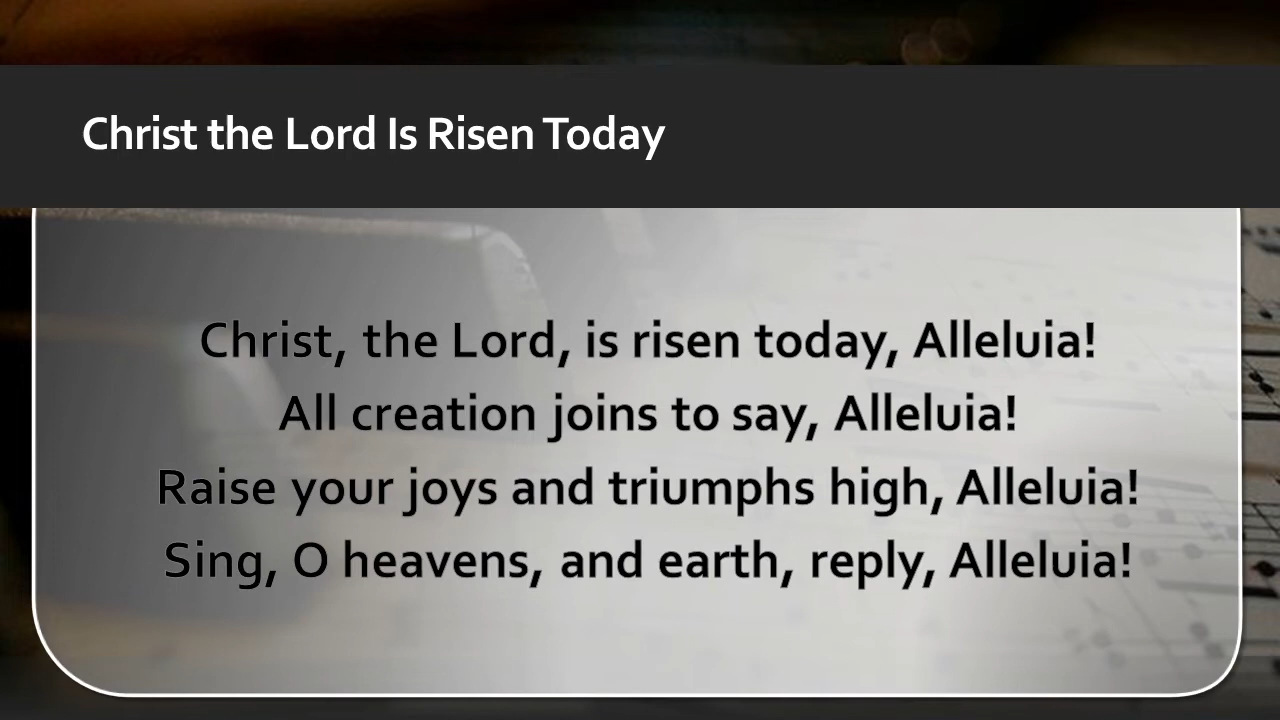 Christ the Lord Is Risen Today
Christ, the Lord, is risen today, Alleluia!
All creation joins to say, Alleluia!
Raise your joys and triumphs high, Alleluia!
Sing, O heavens, and earth, reply, Alleluia!